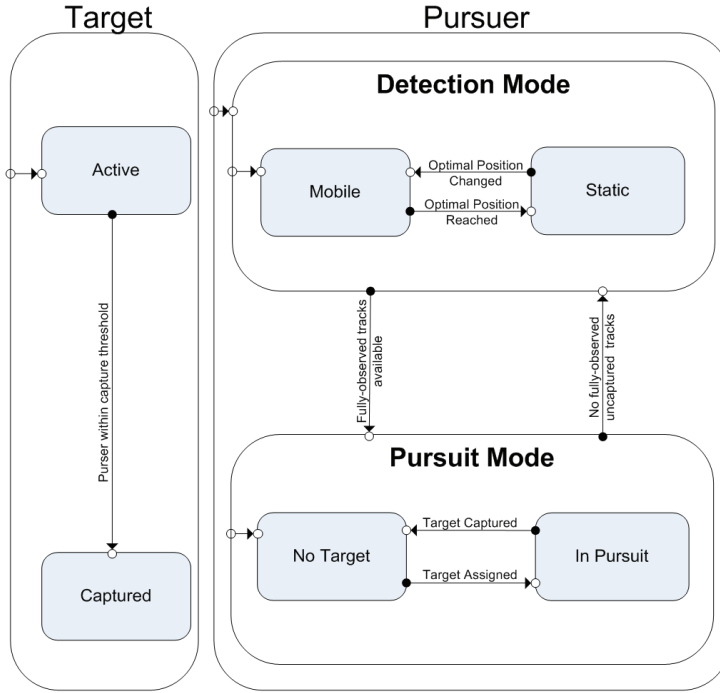 Target
Pursuer
Detection Mode
Active
Mobile
Optimal Position
Changed
Optimal Position
Reached
Static
Purser within capture threshold
Fully-observed tracks
available
No fully-observed
uncaptured tracks
Pursuit Mode
No Target
Target Captured
Target Assigned
In Pursuit
Captured